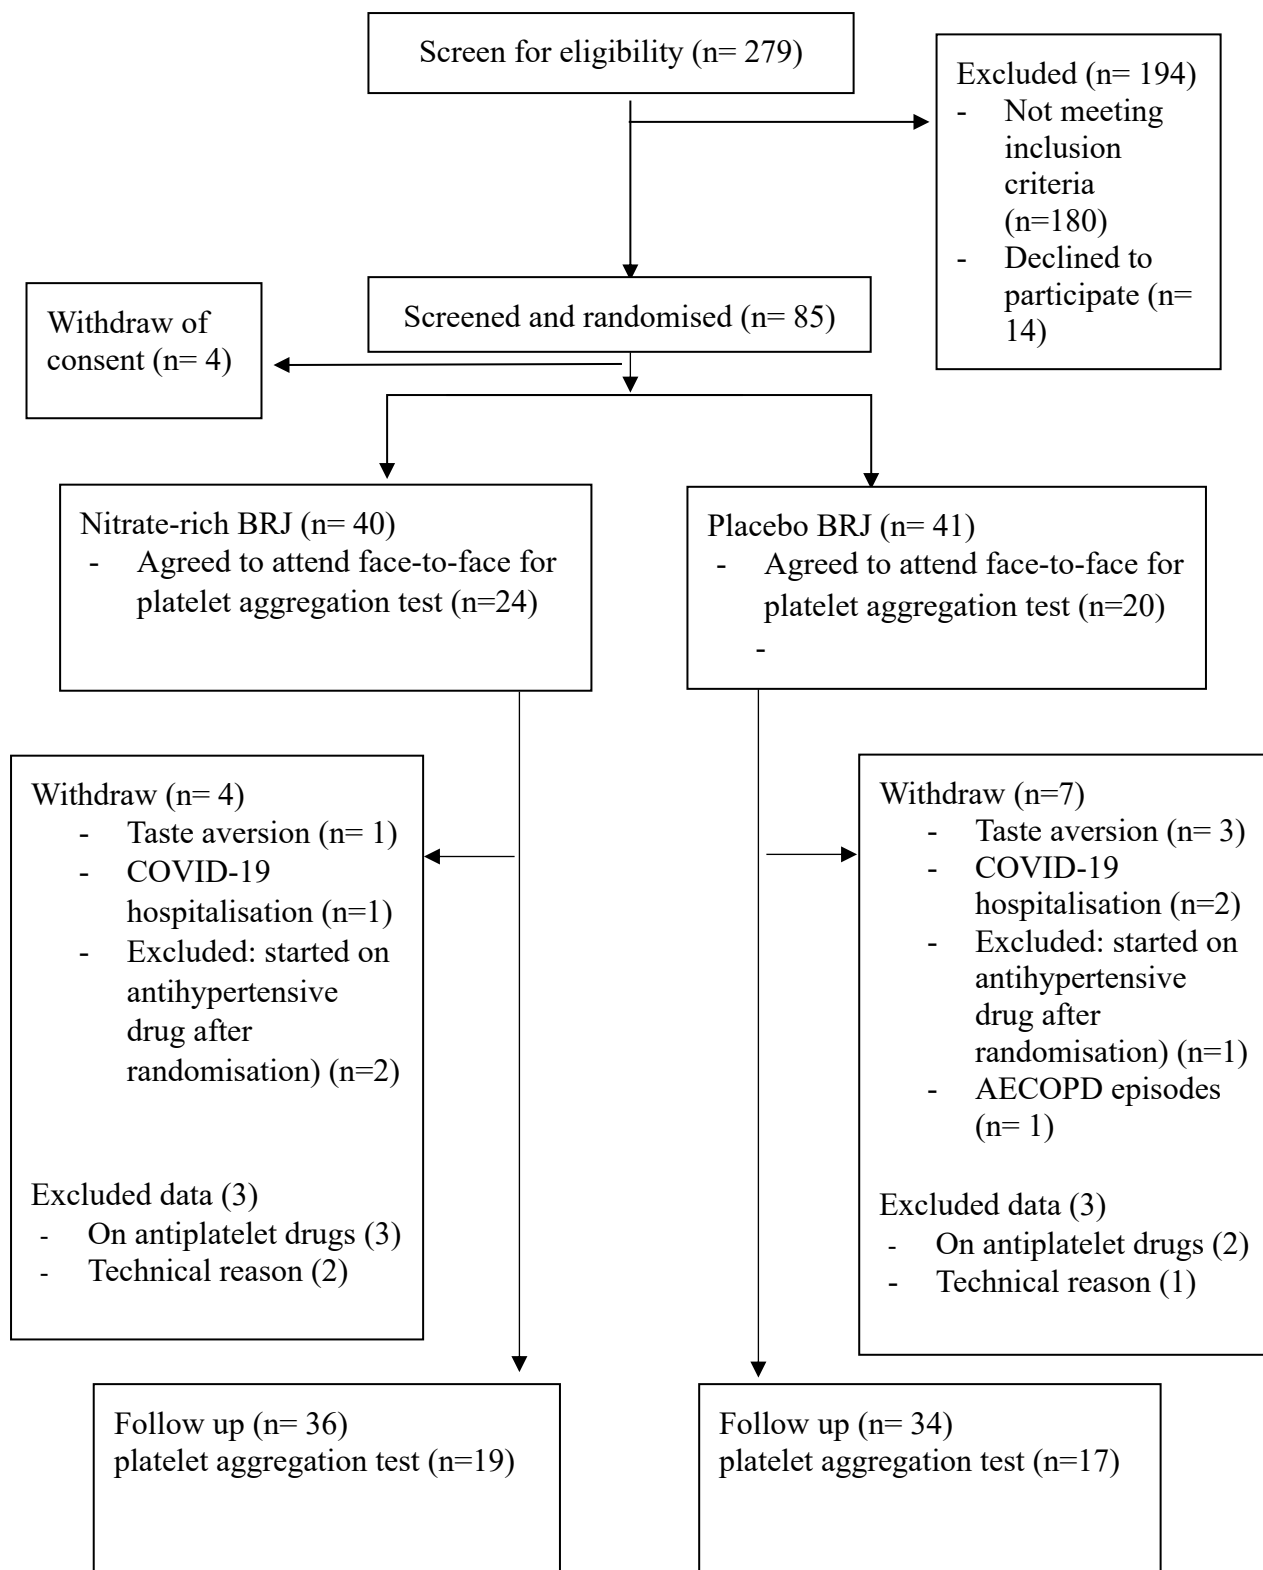 Screen for eligibility (n= 279)
Excluded (n= 194)
- Not meeting
inclusion
criteria
(n=180)
- Declined to
participate (n=
14)
Screened and randomised (n= 85)
Withdraw of
consent (n= 4)
Nitrate-rich BRJ (n= 40)
- Agreed to attend face-to-face for
platelet aggregation test (n=24)
Placebo BRJ (n= 41)
- Agreed to attend face-to-face for
platelet aggregation test (n=20)
-
Withdraw (n= 4)
- Taste aversion (n= 1)
- COVID-19
hospitalisation (n=1)
- Excluded: started on
antihypertensive
drug after
randomisation) (n=2)
Excluded data (3)
- On antiplatelet drugs (3)
- Technical reason (2)
Withdraw (n=7)
- Taste aversion (n= 3)
- COVID-19
hospitalisation (n=2)
- Excluded: started on
antihypertensive
drug after
randomisation) (n=1)
- AECOPD episodes
(n= 1)
Excluded data (3)
- On antiplatelet drugs (2)
- Technical reason (1)
Follow up (n= 36)
platelet aggregation test (n=19)
Follow up (n= 34)
platelet aggregation test (n=17)